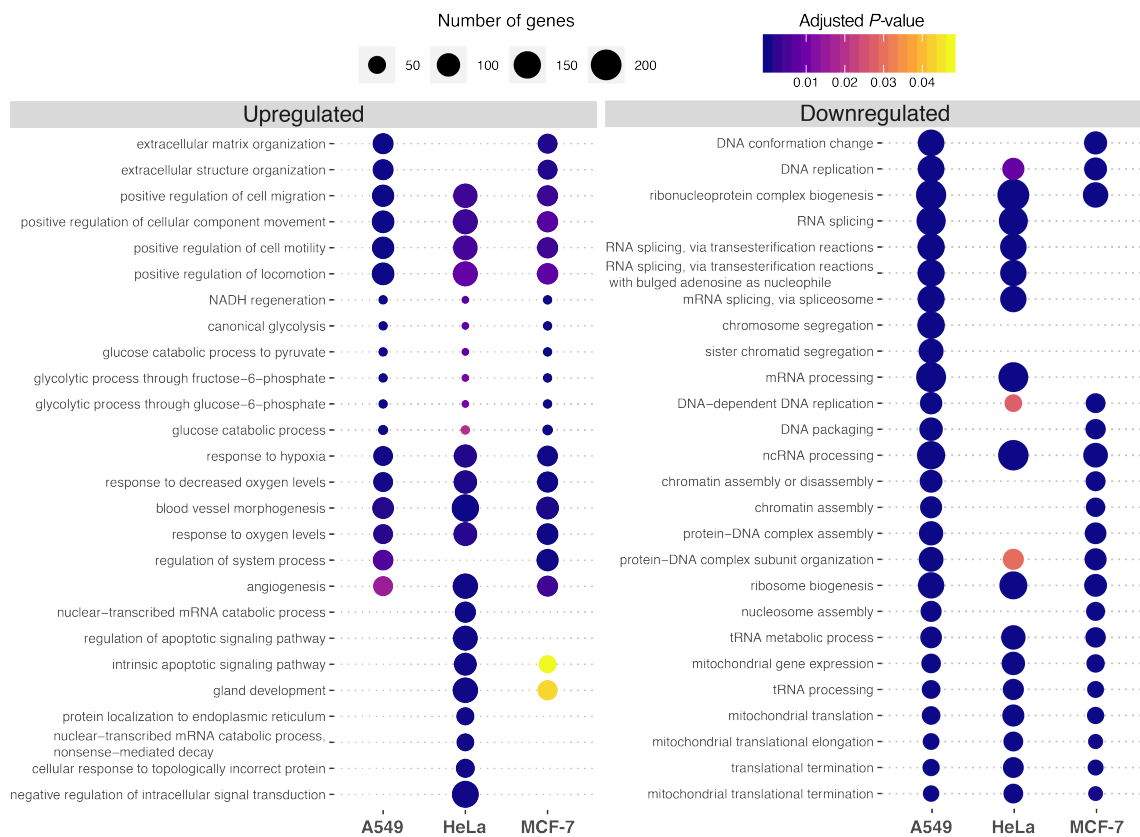 Number of genes
50 100 150 200
Adjusted P-value
0.01 0.02 0.03 0.04
Upregulated
extracellular matrix organization
extracellular structure organization
positive regulation of cell migration
positive regulation of cellular component movement
positive regulation of cell motility
positive regulation of locomotion
NADH regeneration
canonical glycolysis
glucose catabolic process to pyruvate
glycolytic process through fructose−6−phosphate
glycolytic process through glucose−6−phosphate
glucose catabolic process
response to hypoxia
response to decreased oxygen levels
blood vessel morphogenesis
response to oxygen levels
regulation of system process
angiogenesis
nuclear−transcribed mRNA catabolic process
regulation of apoptotic signaling pathway
intrinsic apoptotic signaling pathway
gland development
protein localization to endoplasmic reticulum
nuclear−transcribed mRNA catabolic process,
nonsense−mediated decay
cellular response to topologically incorrect protein
negative regulation of intracellular signal transduction
A549 HeLa MCF-7
Downregulated
DNA conformation change
DNA replication
ribonucleoprotein complex biogenesis
RNA splicing
RNA splicing, via transesterification reactions
RNA splicing, via transesterification reactions
with bulged adenosine as nucleophile
mRNA splicing, via spliceosome
chromosome segregation
sister chromatid segregation
mRNA processing
DNA−dependent DNA replication
DNA packaging
ncRNA processing
chromatin assembly or disassembly
chromatin assembly
protein−DNA complex assembly
protein−DNA complex subunit organization
ribosome biogenesis
nucleosome assembly
tRNA metabolic process
mitochondrial gene expression
tRNA processing
mitochondrial translation
mitochondrial translational elongation
translational termination
mitochondrial translational termination
A549 HeLa MCF-7